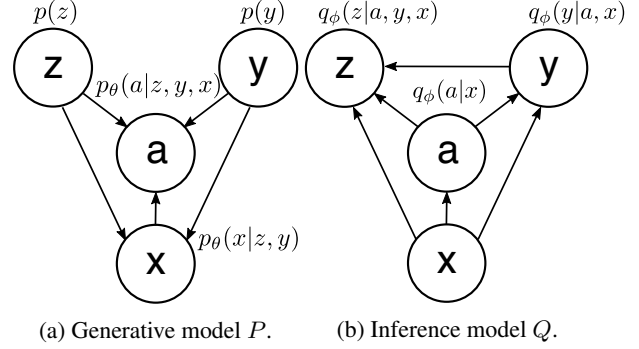 p(z) p(y)
z y
p_θ(a|z, y, x)
a
x
p_θ(x|z, y)
(a) Generative model P.
q_ϕ(z|a, y, x) q_ϕ(y|a, x)
z y
q_ϕ(a|x)
a
x
(b) Inference model Q.